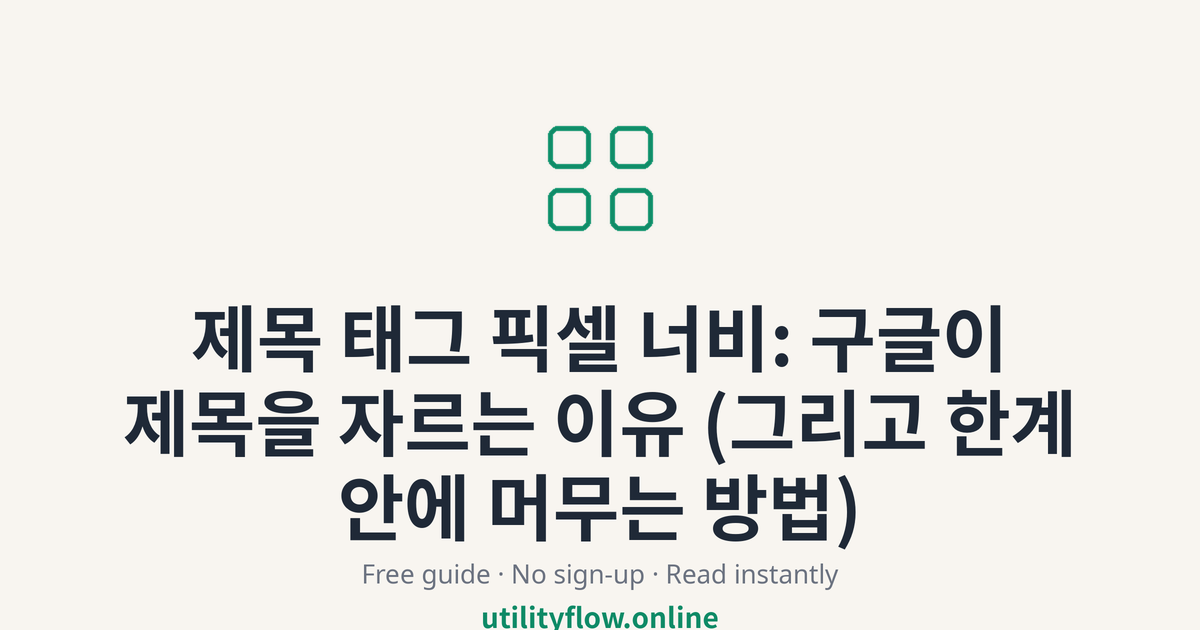 제목 태그 픽셀 너비: 구글이
제목을 자르는 이유 (그리고 한계
안에 머무는 방법)
Free guide · No sign-up · Read instantly
utilityflow.online